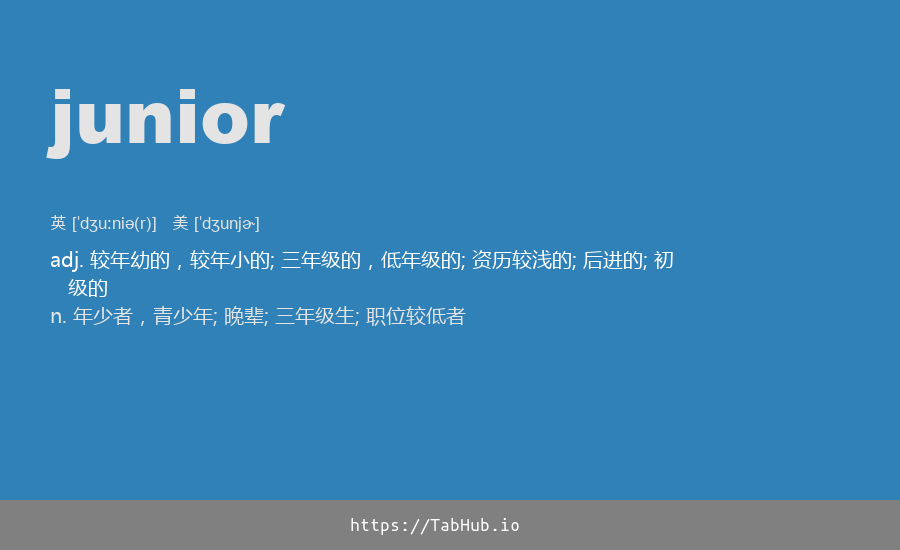 junior
英 [ˈdʒuːniə(r)] 美 [ˈdʒunjɚ]
adj. 较年幼的，较年小的; 三年级的，低年级的; 资历较浅的; 后进的; 初
级的
n. 年少者，青少年; 晚辈; 三年级生; 职位较低者
https://TabHub.io